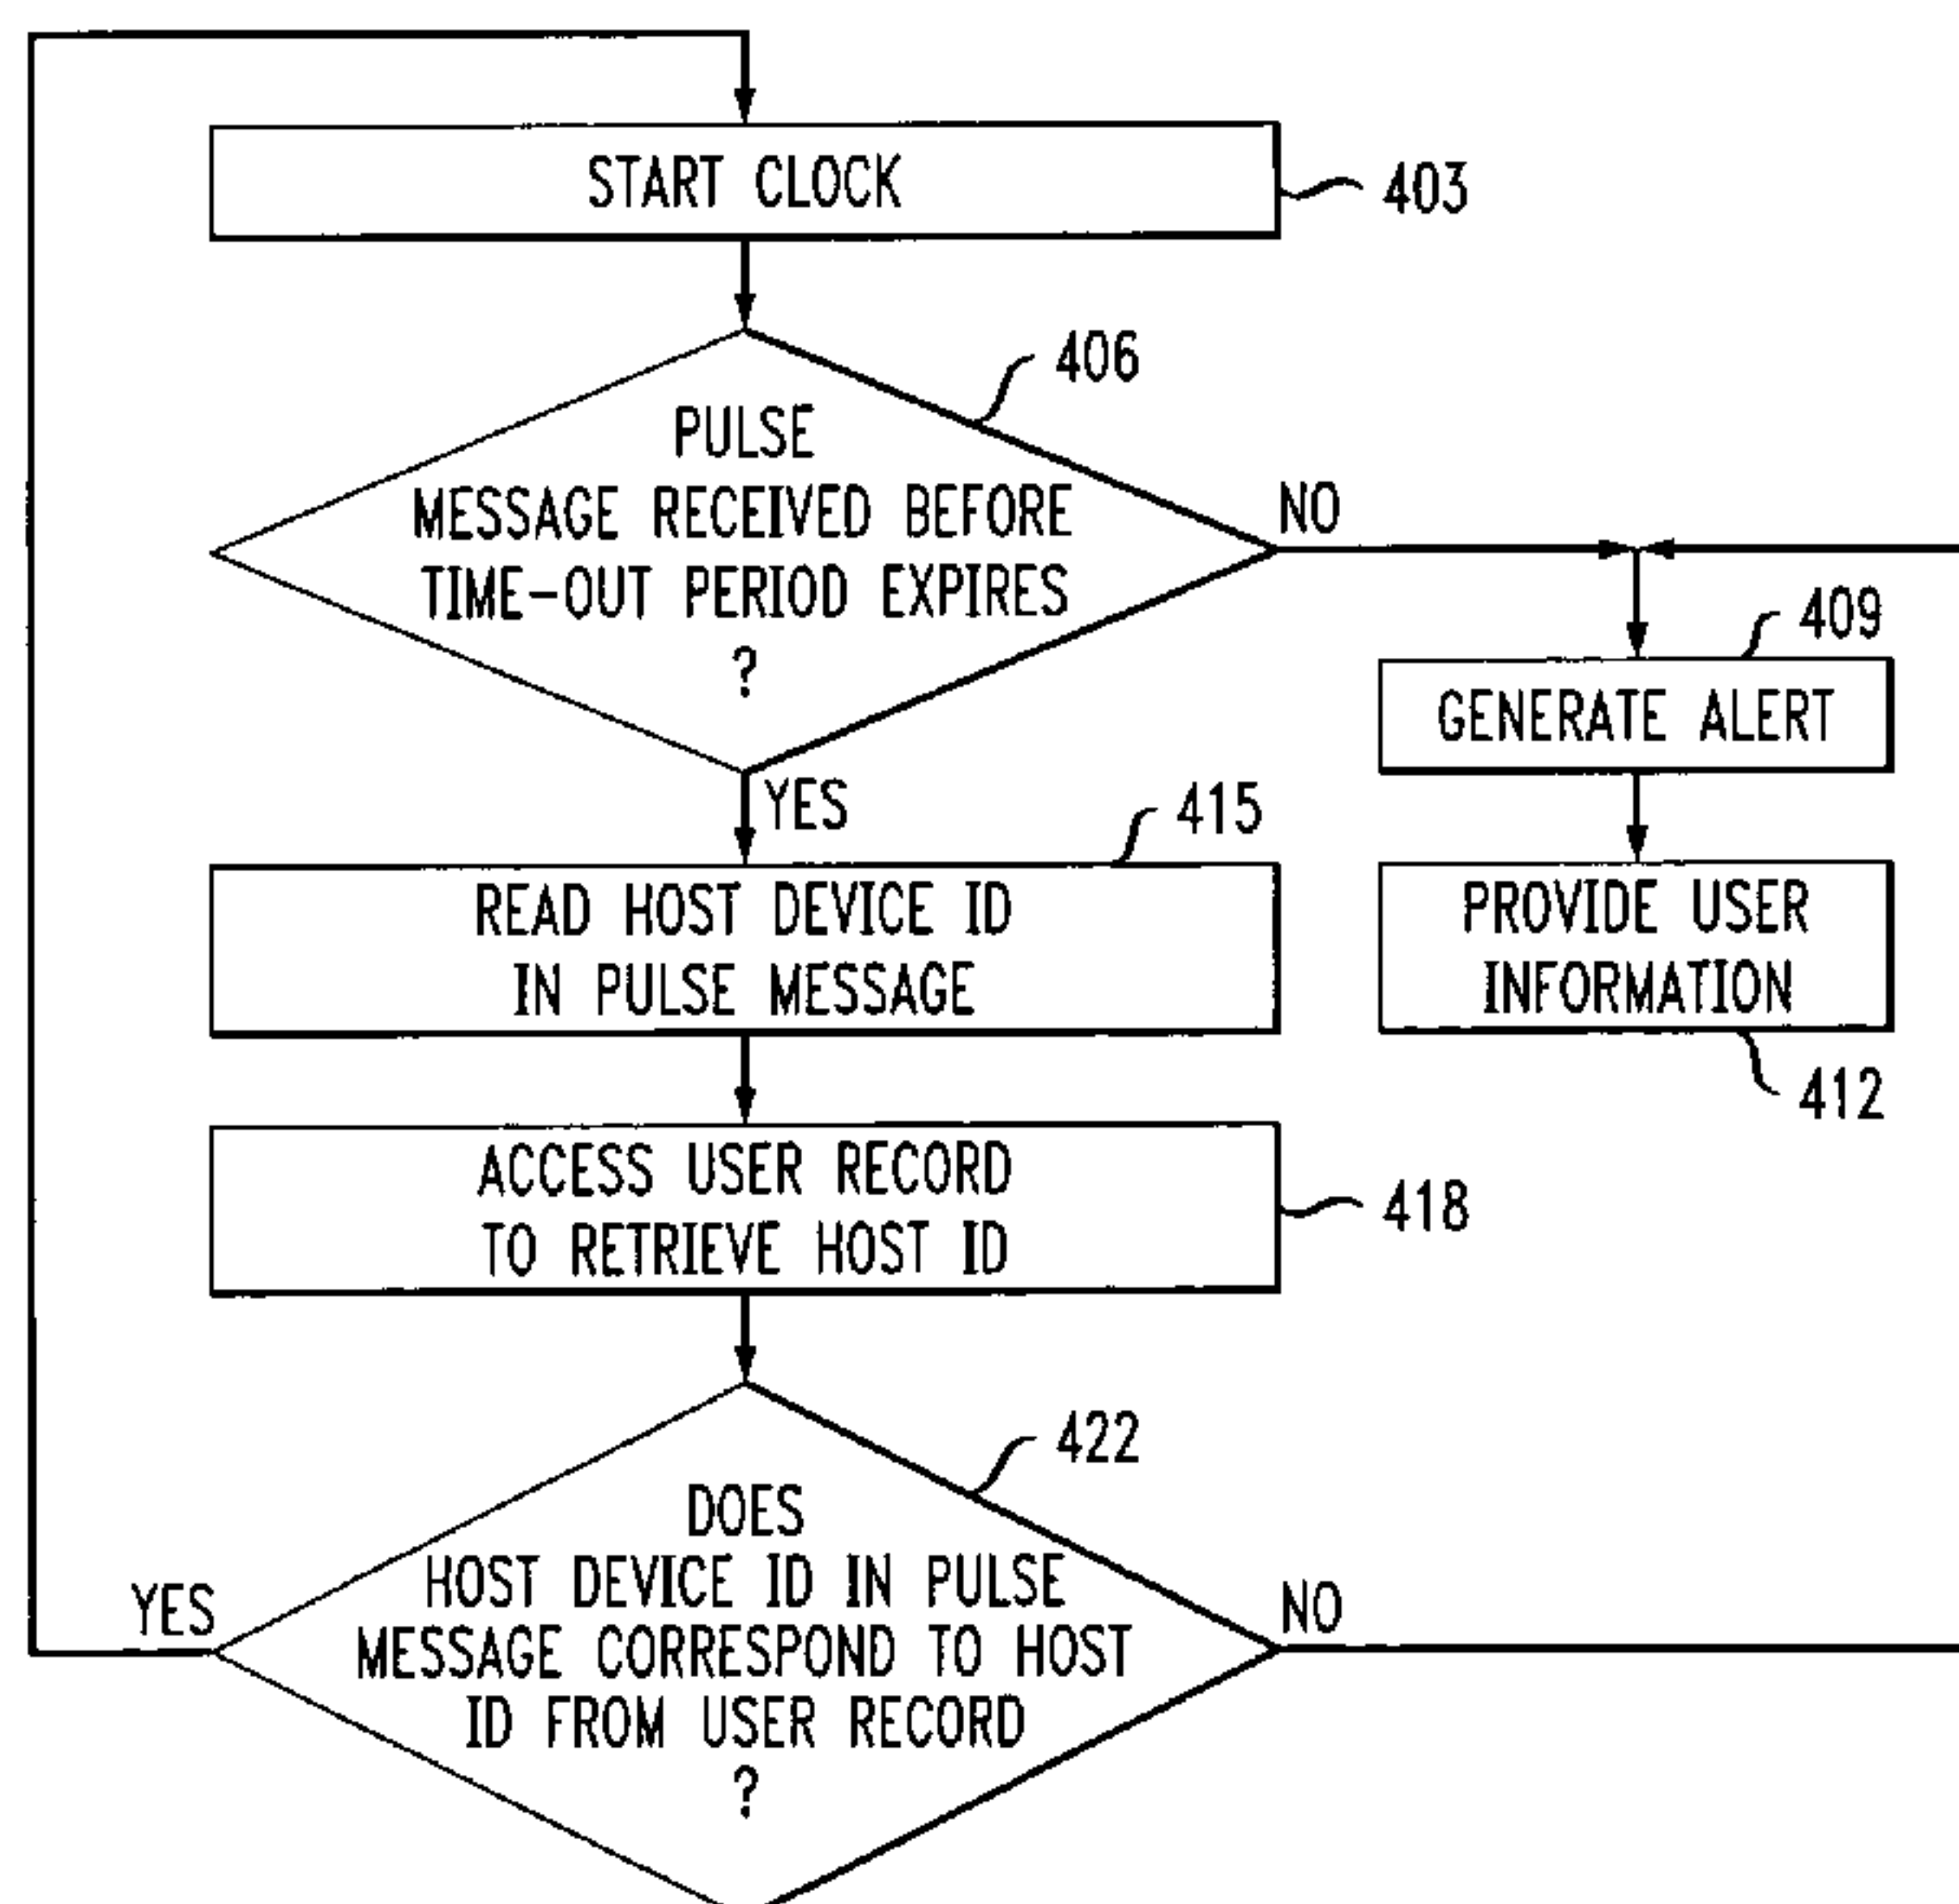 START CLOCK
403
406
PULSE
MESSAGE RECEIVED BEFORE
TIME-OUT PERIOD EXPIRES
?
NO
YES
409
GENERATE ALERT
415
READ HOST DEVICE ID
IN PULSE MESSAGE
PROVIDE USER
INFORMATION
412
ACCESS USER RECORD
TO RETRIEVE HOST ID
418
422
DOES
HOST DEVICE ID IN PULSE
MESSAGE CORRESPOND TO HOST
ID FROM USER RECORD
?
YES
NO